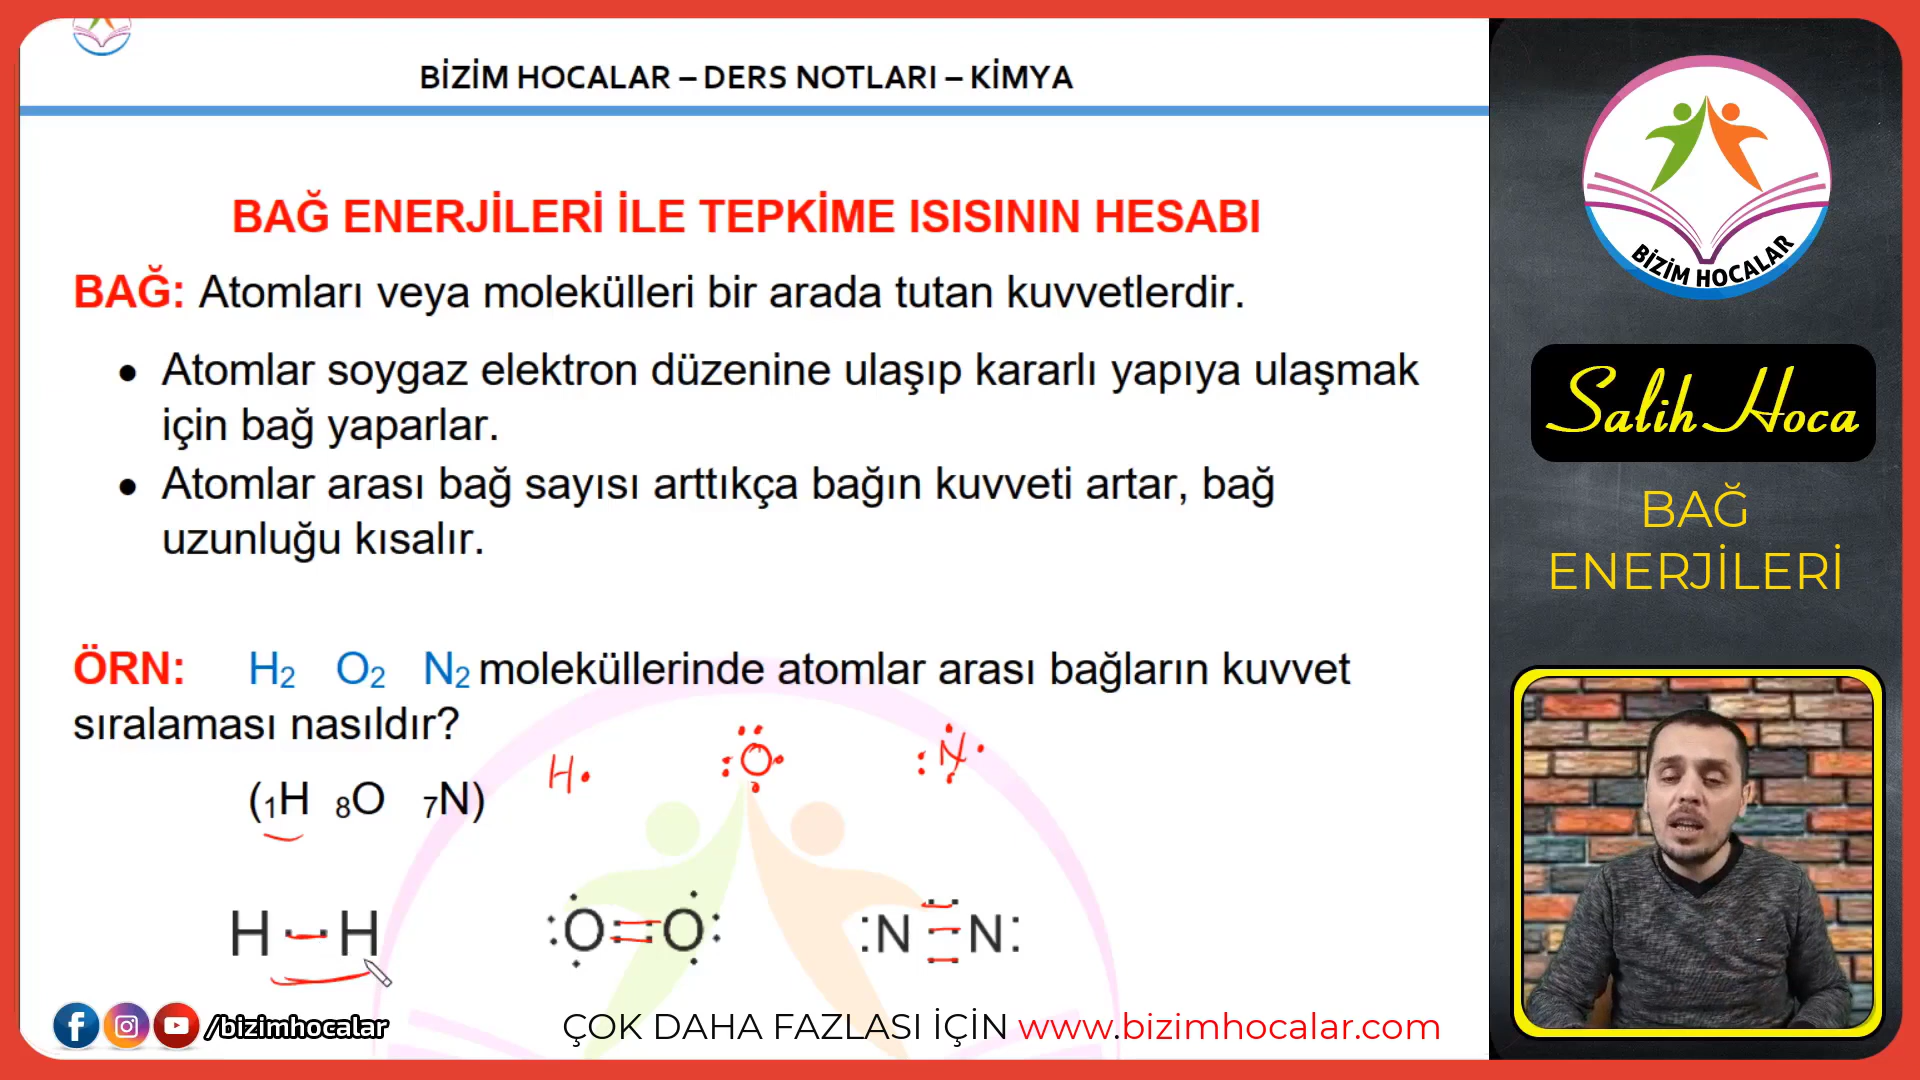 BİZİM HOCALAR – DERS NOTLARI – KİMYA
BAĞ ENERJİLERİ İLE TEPKİME ISISININ HESABI
BAĞ: Atomları veya molekülleri bir arada tutan kuvvetlerdir.
• Atomlar soygaz elektron düzenine ulaşıp kararlı yapıya ulaşmak
için bağ yaparlar.
• Atomlar arası bağ sayısı arttıkça bağın kuvveti artar, bağ
uzunluğu kısalır.
ÖRN: H₂ O₂ N₂ moleküllerinde atomlar arası bağların kuvvet
sıralaması nasıldır?
H O N
(₁H ₈O ₇N)
H H O O N N
/bizimhocalar
ÇOK DAHA FAZLASI İÇİN www.bizimhocalar.com
BİZİM HOCALAR
Salih Hoca
BAĞ
ENERJİLERİ